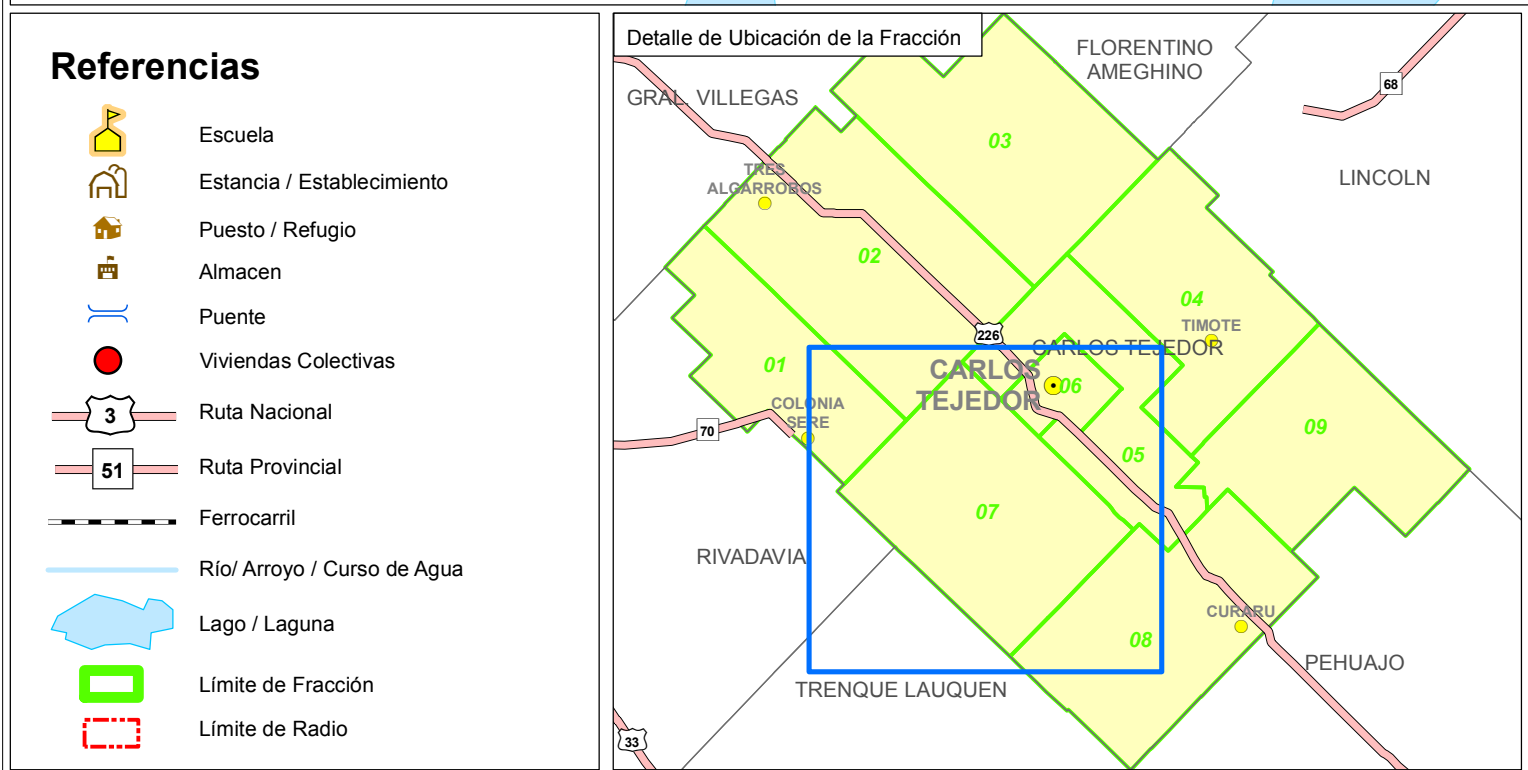 Referencias
Escuela
Estancia / Establecimiento
Puesto / Refugio
Almacen
Puente
Viviendas Colectivas
3
Ruta Nacional
51
Ruta Provincial
Ferrocarril
Río/ Arroyo / Curso de Agua
Lago / Laguna
Límite de Fracción
Límite de Radio
Detalle de Ubicación de la Fracción
FLORENTINO
AMEGHINO
68
GRAL. VILLEGAS
03
TRES
ALGARROBOS
LINCOLN
02
04
TIMOTE
226
CARLOS TEJEDOR
01
CARLOS
TEJEDOR
06
COLONIA
SERE
70
09
05
07
RIVADAVIA
CURARU
08
PEHUAJO
TRENQUE LAUQUEN
33